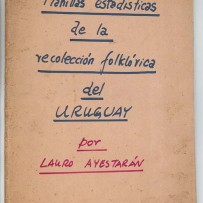 Planillas estadísticas
de la
recolección folklórica
del
URUGUAY
por
LAURO AYESTARÁN